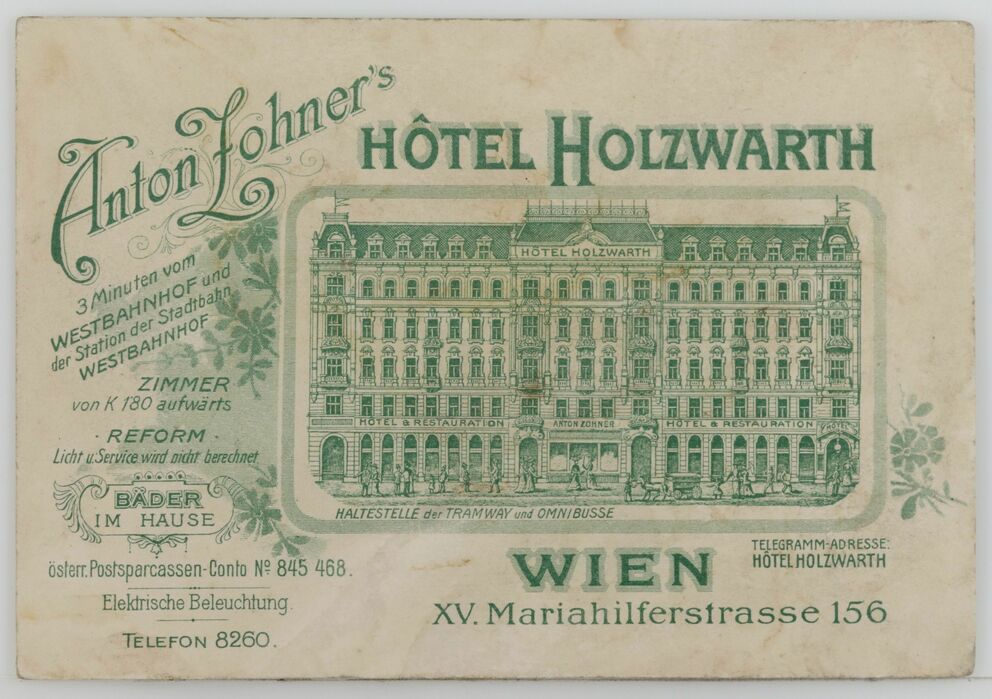 Anton Zohner's
HÔTEL HOLZWARTH
3 Minuten vom
WESTBAHNHOF und
der Station der Stadtbahn
WESTBAHNHOF
ZIMMER
von K 1'80 aufwärts
· REFORM ·
Licht u. Service wird nicht berechnet
BÄDER
IM HAUSE
österr. Postsparcassen-Conto Nº 845 468.
Elektrische Beleuchtung.
TELEFON 8260.
HÔTEL HOLZWARTH
HÔTEL & RESTAURATION
ANTON ZOHNER
HÔTEL & RESTAURATION
HÔTEL
HALTESTELLE der TRAMWAY und OMNIBUSSE
WIEN
TELEGRAMM-ADRESSE:
HÔTEL HOLZWARTH
XV. Mariahilferstrasse 156